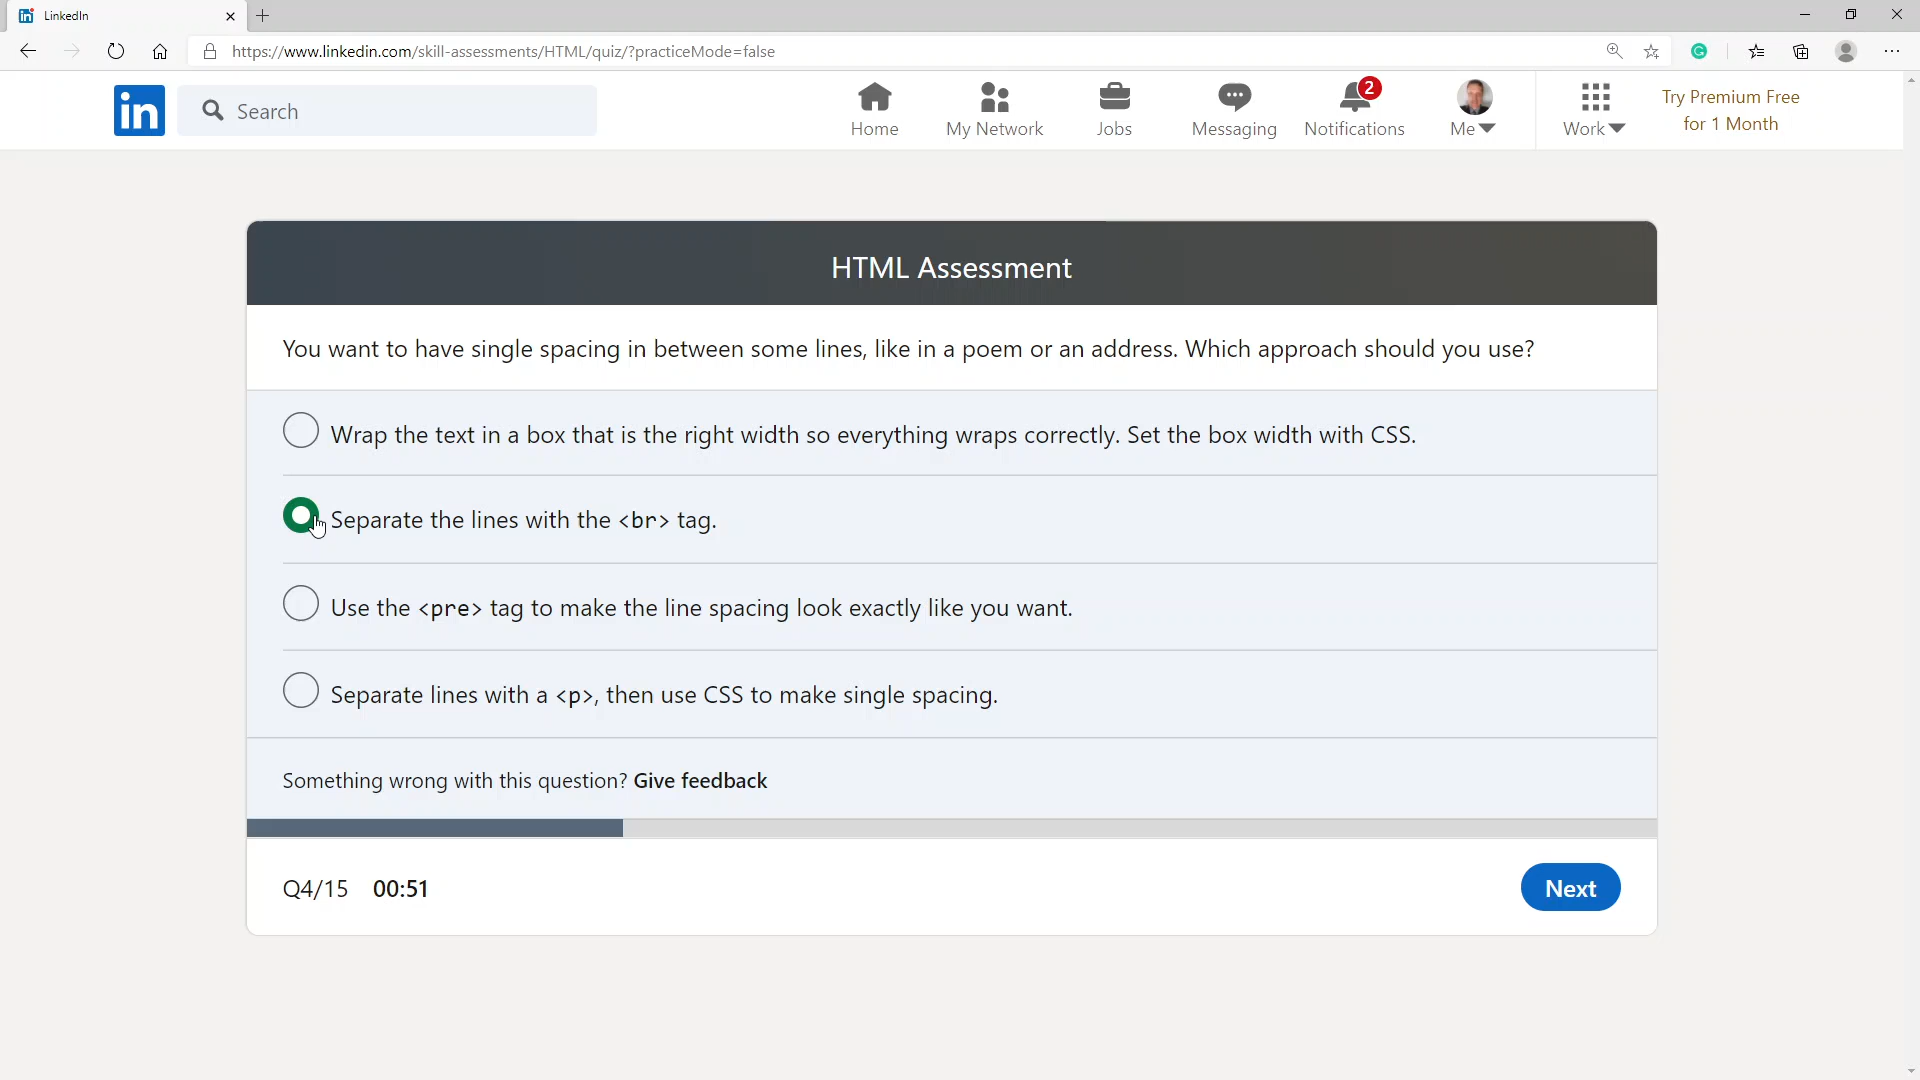 LinkedIn
https://www.linkedin.com/skill-assessments/HTML/quiz/?practiceMode=false
in
Search
Home
My Network
Jobs
Messaging
2
Notifications
Me
Work
Try Premium Free
for 1 Month
HTML Assessment
You want to have single spacing in between some lines, like in a poem or an address. Which approach should you use?
Wrap the text in a box that is the right width so everything wraps correctly. Set the box width with CSS.
Separate the lines with the <br> tag.
Use the <pre> tag to make the line spacing look exactly like you want.
Separate lines with a <p>, then use CSS to make single spacing.
Something wrong with this question? Give feedback
Q4/15 00:51
Next